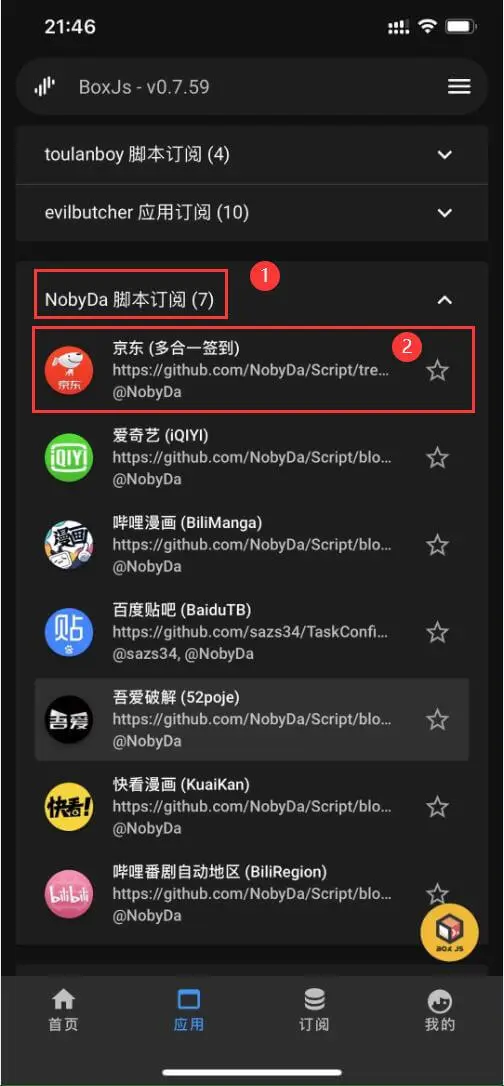 21:46
BoxJs - v0.7.59
toulanboy 脚本订阅 (4)
evilbutcher 应用订阅 (10)
1
NobyDa 脚本订阅 (7)
2
京东 (多合一签到)
https://github.com/NobyDa/Script/tre...
@NobyDa
京东
爱奇艺 (iQIYI)
https://github.com/NobyDa/Script/blo...
@NobyDa
iQIYI
哔哩漫画 (BiliManga)
https://github.com/NobyDa/Script/blo...
@NobyDa
漫画
百度贴吧 (BaiduTB)
https://github.com/sazs34/TaskConfi...
@sazs34, @NobyDa
贴
吾爱破解 (52poje)
https://github.com/NobyDa/Script/blo...
@NobyDa
吾爱
快看漫画 (KuaiKan)
https://github.com/NobyDa/Script/blo...
@NobyDa
快看!
哔哩番剧自动地区 (BiliRegion)
https://github.com/NobyDa/Script/blo...
@NobyDa
bilibili
BOX JS
首页
应用
订阅
我的